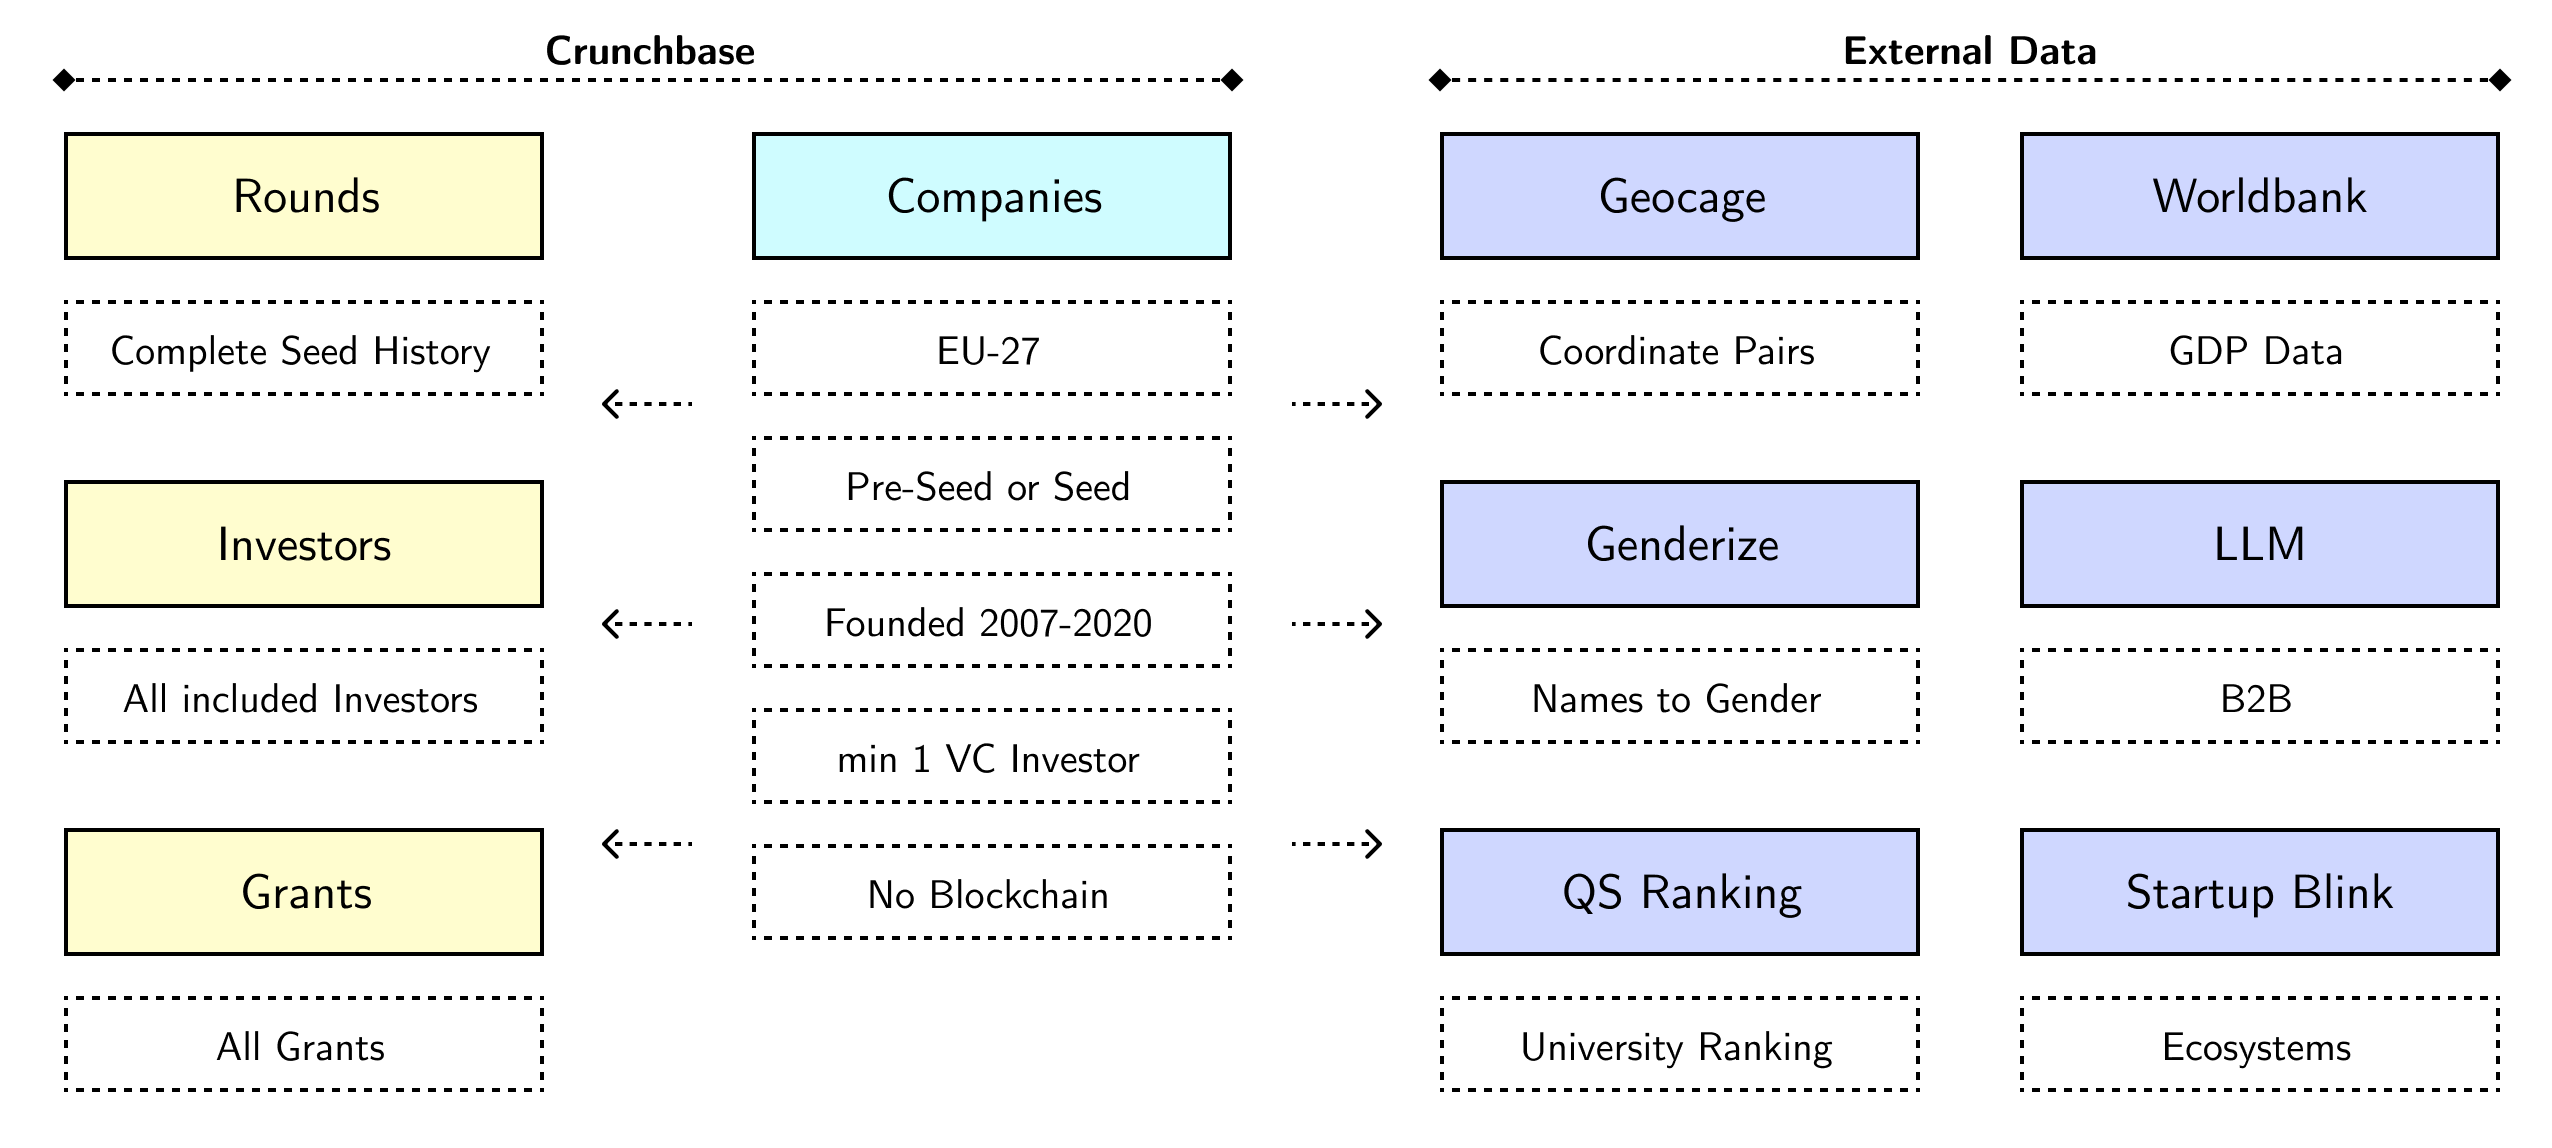 Crunchbase
External Data
Rounds
Companies
Geocage
Worldbank
Complete Seed History
EU-27
Coordinate Pairs
GDP Data
Pre-Seed or Seed
Investors
Genderize
LLM
Founded 2007-2020
All included Investors
Names to Gender
B2B
min 1 VC Investor
Grants
No Blockchain
QS Ranking
Startup Blink
All Grants
University Ranking
Ecosystems